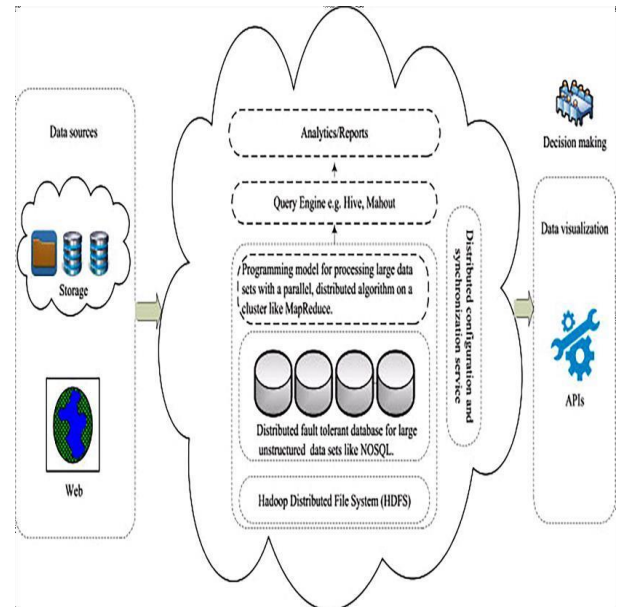 Data sources
Storage
Web
Analytics/Reports
Query Engine e.g. Hive, Mahout
Programming model for processing large data
sets with a parallel, distributed algorithm on a
cluster like MapReduce.
Distributed fault tolerant database for large
unstructured data sets like NOSQL.
Hadoop Distributed File System (HDFS)
Distributed configuration and
synchronization service
Decision making
Data visualization
APIs